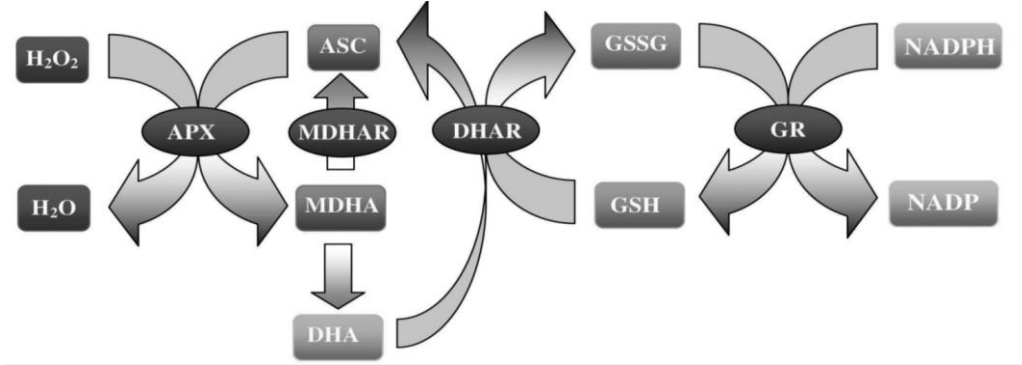 H₂O₂
ASC
GSSG
NADPH
APX
MDHAR
DHAR
GR
H₂O
MDHA
GSH
NADP
DHA